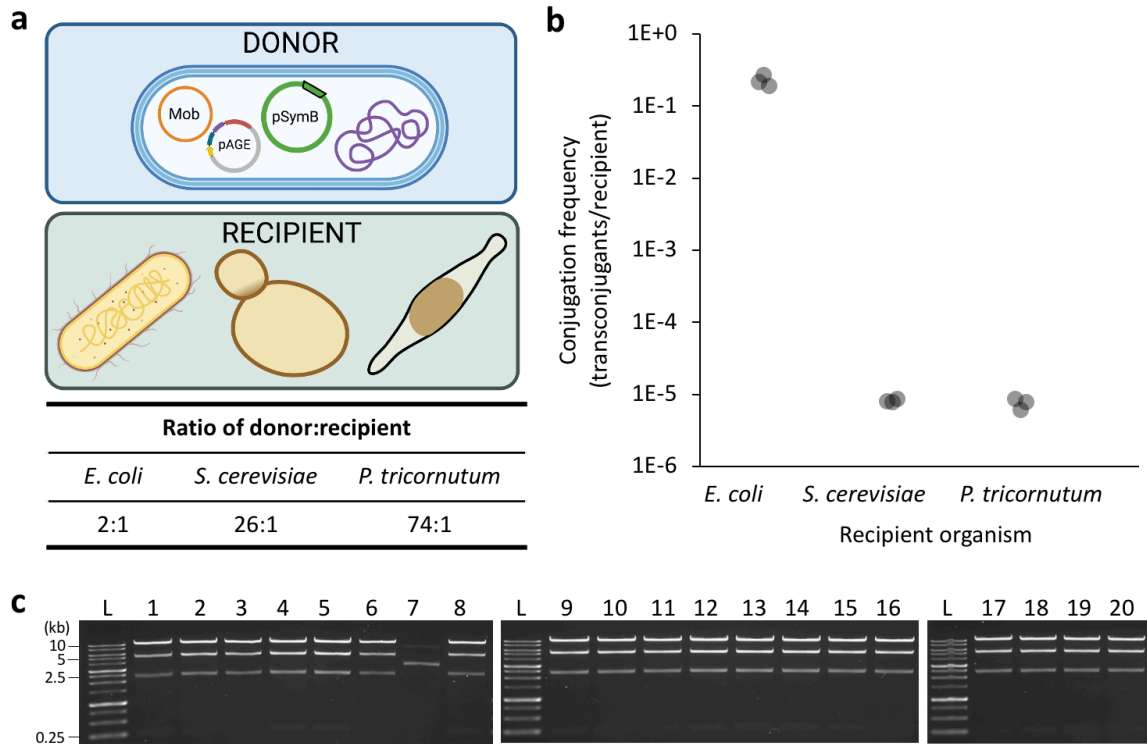 a
DONOR
Mob
pAGE
pSymB
RECIPIENT
Ratio of donor:recipient
E. coli S. cerevisiae P. tricornutum
2:1 26:1 74:1
b
Conjugation frequency
(transconjugants/recipient)
1E+0
1E-1
1E-2
1E-3
1E-4
1E-5
1E-6
E. coli S. cerevisiae P. tricornutum
Recipient organism
c
L 1 2 3 4 5 6 7 8 L 9 10 11 12 13 14 15 16 L 17 18 19 20
(kb)
10
5
2.5
0.25